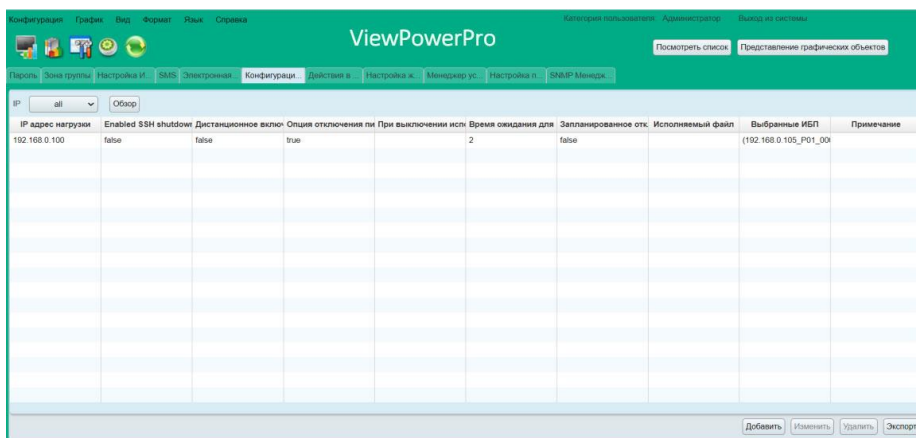 Конфигурация График Вид Формат Язык Справка Категория пользователя: Администратор Выход из системы
ViewPowerPro
Посмотреть список Представление графических объектов
Пароль Зона группы Настройка И... SMS Электронная... Конфигураци... Действия в ... Настройка ж... Менеджер ус... Настройка п... SNMP Менедж...
IP all Обзор
IP адрес нагрузки Enabled SSH shutdown Дистанционное включ Опция отключения пи При выключении испо Время ожидания для Запланированное отк. Исполняемый файл Выбранные ИБП Примечание
192.168.0.100 false false true 2 false (192.168.0.105_P01_00
Добавить Изменить Удалить Экспорт